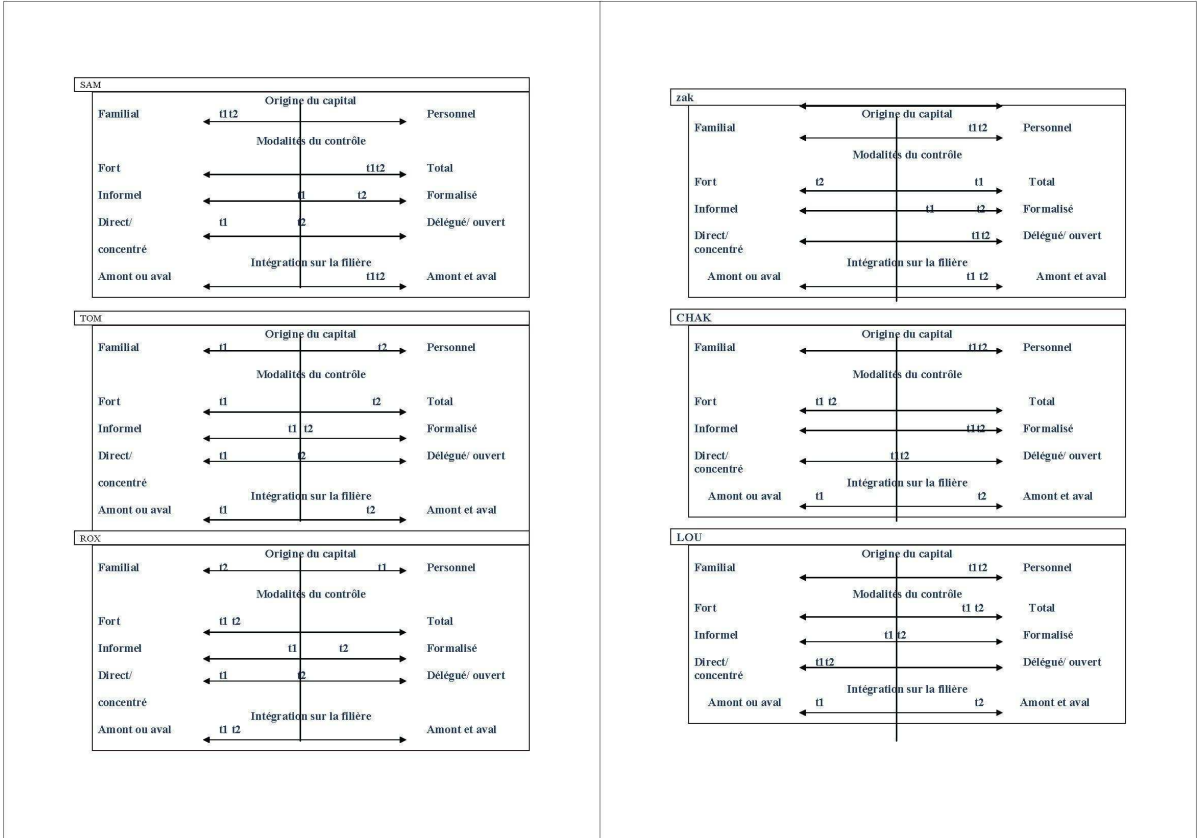 SAM
Origine du capital
Familial t1t2 Personnel
Modalités du contrôle
Fort t1t2 Total
Informel t1 t2 Formalisé
Direct/ t1 t2 Délégué/ ouvert
concentré
Intégration sur la filière
Amont ou aval t1t2 Amont et aval
TOM
Origine du capital
Familial t1 t2 Personnel
Modalités du contrôle
Fort t1 t2 Total
Informel t1 t2 Formalisé
Direct/ t1 t2 Délégué/ ouvert
concentré
Intégration sur la filière
Amont ou aval t1 t2 Amont et aval
ROX
Origine du capital
Familial t2 t1 Personnel
Modalités du contrôle
Fort t1 t2 Total
Informel t1 t2 Formalisé
Direct/ t1 t2 Délégué/ ouvert
concentré
Intégration sur la filière
Amont ou aval t1 t2 Amont et aval
zak
Origine du capital
Familial t1t2 Personnel
Modalités du contrôle
Fort t2 t1 Total
Informel t1 t2 Formalisé
Direct/ t1t2 Délégué/ ouvert
concentré
Intégration sur la filière
Amont ou aval t1 t2 Amont et aval
CHAK
Origine du capital
Familial t1t2 Personnel
Modalités du contrôle
Fort t1 t2 Total
Informel t1t2 Formalisé
Direct/ t1t2 Délégué/ ouvert
concentré
Intégration sur la filière
Amont ou aval t1 t2 Amont et aval
LOU
Origine du capital
Familial t1t2 Personnel
Modalités du contrôle
Fort t1 t2 Total
Informel t1 t2 Formalisé
Direct/ t1t2 Délégué/ ouvert
concentré
Intégration sur la filière
Amont ou aval t1 t2 Amont et aval